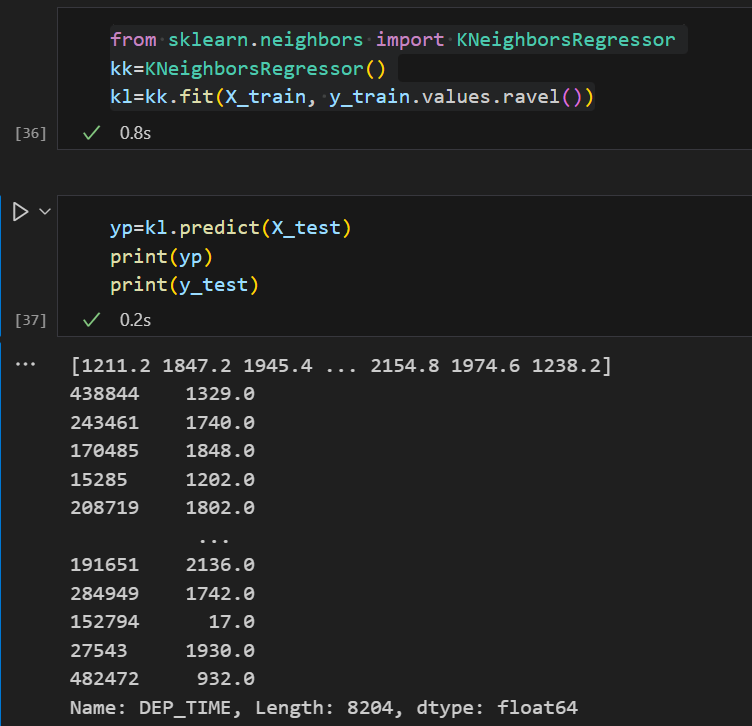 from sklearn.neighbors import KNeighborsRegressor
kk=KNeighborsRegressor()
kl=kk.fit(X_train, y_train.values.ravel())
[36]
0.8s
yp=kl.predict(X_test)
print(yp)
print(y_test)
[37]
0.2s
... [1211.2 1847.2 1945.4 ... 2154.8 1974.6 1238.2]
438844    1329.0
243461    1740.0
170485    1848.0
15285     1202.0
208719    1802.0
           ...
191651    2136.0
284949    1742.0
152794      17.0
27543     1930.0
482472     932.0
Name: DEP_TIME, Length: 8204, dtype: float64